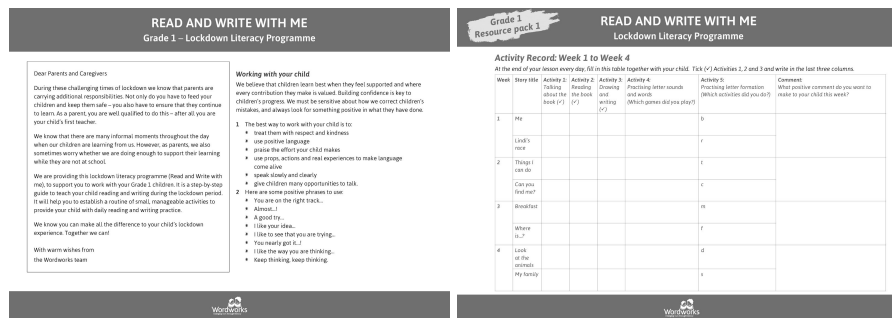 READ AND WRITE WITH ME
Grade 1 – Lockdown Literacy Programme
Dear Parents and Caregivers
During these challenging times of lockdown we know that parents are
carrying additional responsibilities. Not only do you have to feed your
children and keep them safe – you also have to ensure that they continue
to learn. As a parent, you are well qualified to do this – after all you are
your child's first teacher.
We know that there are many informal moments throughout the day
when our children are learning from us. However, as parents, we also
sometimes worry whether we are doing enough to support their learning
while they are not at school.
We are providing this lockdown literacy programme (Read and Write with
me), to support you to work with your Grade 1 children. It is a step-by-step
guide to teach your child reading and writing during the lockdown period.
It will help you to establish a routine of small, manageable activities to
provide your child with daily reading and writing practice.
We know you can make all the difference to your child's lockdown
experience. Together we can!
With warm wishes from
the Wordworks team
Working with your child
We believe that children learn best when they feel supported and where
every contribution they make is valued. Building confidence is key to
children's progress. We must be sensitive about how we correct children's
mistakes, and always look for something positive in what they have done.
1 The best way to work with your child is to:
treat them with respect and kindness
use positive language
praise the effort your child makes
use props, actions and real experiences to make language
come alive
speak slowly and clearly
give children many opportunities to talk.
2 Here are some positive phrases to use:
You are on the right track...
Almost...!
A good try...
I like your idea...
I like to see that you are trying...
You nearly got it...!
I like the way you are thinking...
Keep thinking, keep thinking.
Wordworks
Grade 1
Resource pack 1
READ AND WRITE WITH ME
Lockdown Literacy Programme
Activity Record: Week 1 to Week 4
At the end of your lesson every day, fill in this table together with your child. Tick (✓) Activities 1, 2 and 3 and write in the last three columns.
Week
Story title
Activity 1:
Talking
about the
book (✓)
Activity 2:
Reading
the book
(✓)
Activity 3:
Drawing
and
writing
(✓)
Activity 4:
Practising letter sounds
and words
(Which games did you play?)
Activity 5:
Practising letter formation
(Which activities did you do?)
Comment:
What positive comment do you want to
make to your child this week?
1
Me
b
Lindi's
race
r
2
Things I
can do
t
Can you
find me?
c
3
Breakfast
m
Where
is...?
f
4
Look
at the
animals
d
My family
s
Wordworks